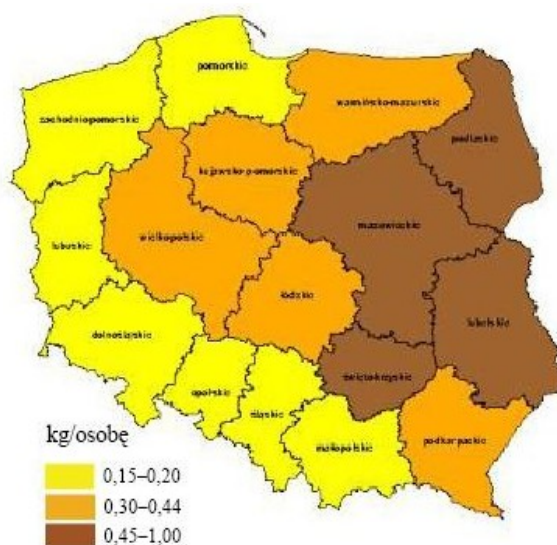 pomorskie
warmińsko-mazurskie
zachodniopomorskie
podlaskie
kujawsko-pomorskie
mazowieckie
wielkopolskie
lubuskie
łódzkie
lubelskie
dolnośląskie
świętokrzyskie
opolskie
śląskie
podkarpackie
małopolskie
kg/osobę
0,15–0,20
0,30–0,44
0,45–1,00